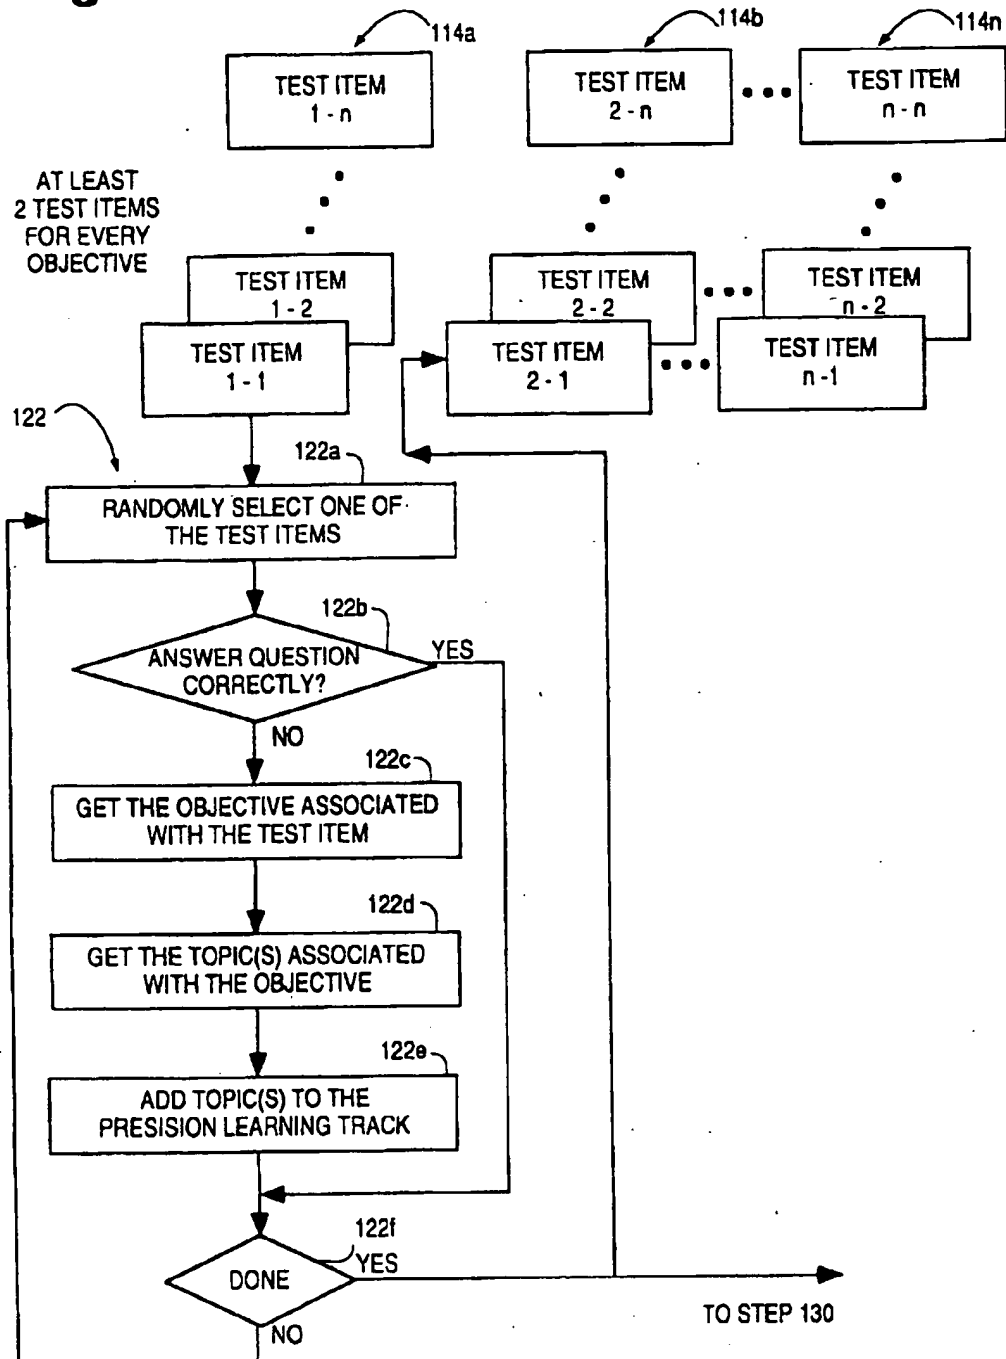 114a
114b
114n
TEST ITEM
1 - n
TEST ITEM
2 - n
TEST ITEM
n - n
AT LEAST
2 TEST ITEMS
FOR EVERY
OBJECTIVE
TEST ITEM
1 - 2
TEST ITEM
2 - 2
TEST ITEM
n - 2
TEST ITEM
1 - 1
TEST ITEM
2 - 1
TEST ITEM
n - 1
122
122a
RANDOMLY SELECT ONE OF
THE TEST ITEMS
122b
ANSWER QUESTION
CORRECTLY?
YES
NO
122c
GET THE OBJECTIVE ASSOCIATED
WITH THE TEST ITEM
122d
GET THE TOPIC(S) ASSOCIATED
WITH THE OBJECTIVE
122e
ADD TOPIC(S) TO THE
PRESISION LEARNING TRACK
122f
DONE
YES
TO STEP 130
NO